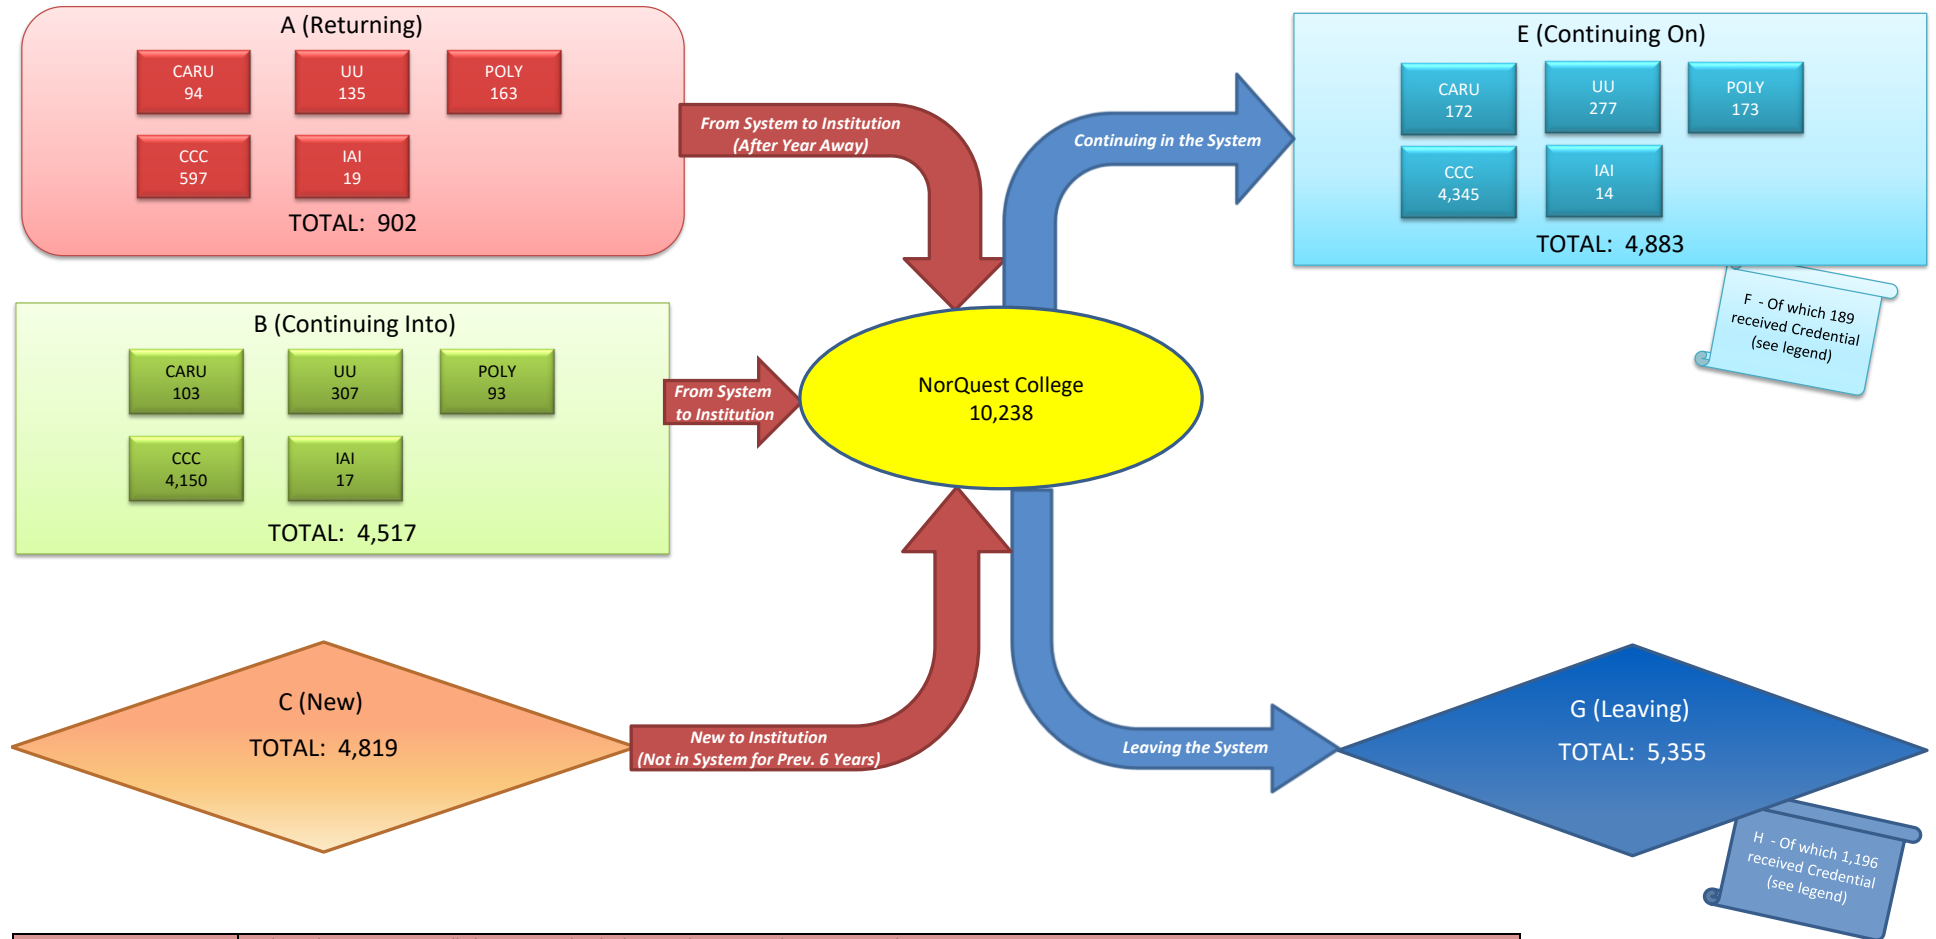 A (Returning)
CARU
94
UU
135
POLY
163
CCC
597
IAI
19
TOTAL: 902
From System to Institution
(After Year Away)
Continuing in the System
E (Continuing On)
CARU
172
UU
277
POLY
173
CCC
4,345
IAI
14
TOTAL: 4,883
F - Of which 189
received Credential
(see legend)
B (Continuing Into)
CARU
103
UU
307
POLY
93
CCC
4,150
IAI
17
TOTAL: 4,517
From System
to Institution
NorQuest College
10,238
C (New)
TOTAL: 4,819
New to Institution
(Not in System for Prev. 6 Years)
Leaving the System
G (Leaving)
TOTAL: 5,355
H - Of which 1,196
received Credential
(see legend)